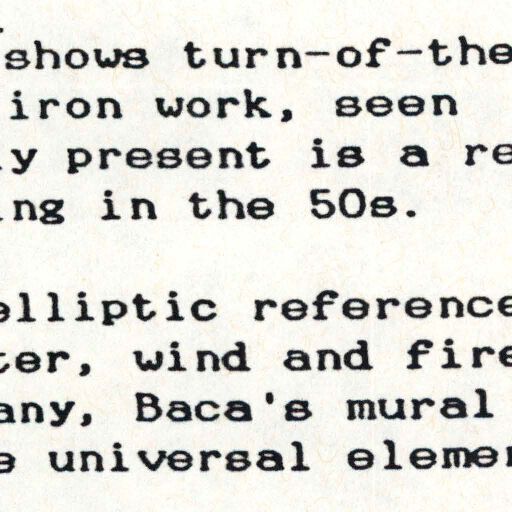 shows turn-of-the
iron work, seen
y present is a re
ng in the 50s.
elliptic reference
ter, wind and fire
any, Baca's mural
e universal elemen